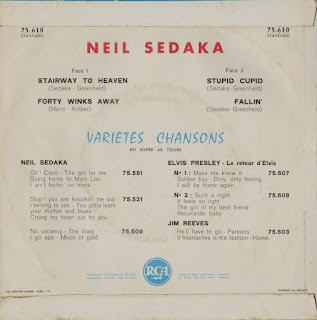 75.610
STANDARD
75.610
STANDARD
NEIL SEDAKA
Face 1
STAIRWAY TO HEAVEN
(Sedaka - Greenfield)
FORTY WINKS AWAY
(Mann - Kolber)
Face 2
STUPID CUPID
(Sedaka - Greenfield)
FALLIN'
(Sedaka - Greenfield)
VARIETES CHANSONS
EN SUPER 45 TOURS
NEIL SEDAKA
Oh ! Carol - The girl for me
Going home to Mary Lou
I ain't hurtin' no more
75.581
Stop ! you are knockin' me out
I belong to you - You gotta learn
your rhythm and blues
Crying my heart out for you
75.521
No vacancy - The diary
I go ape - Moon of gold
75.509
ELVIS PRESLEY - Le retour d'Elvis
N° 1 : Make me know it
Soldier boy - Dirty, dirty feeling
I will be home again.
75.607
N° 2 : Such a night
It feels so right
The girl of my best friend
Reconsider baby
75.608
JIM REEVES
He'll have to go - Partners
If heartaches is the fashion - Home.
75.603
RCA